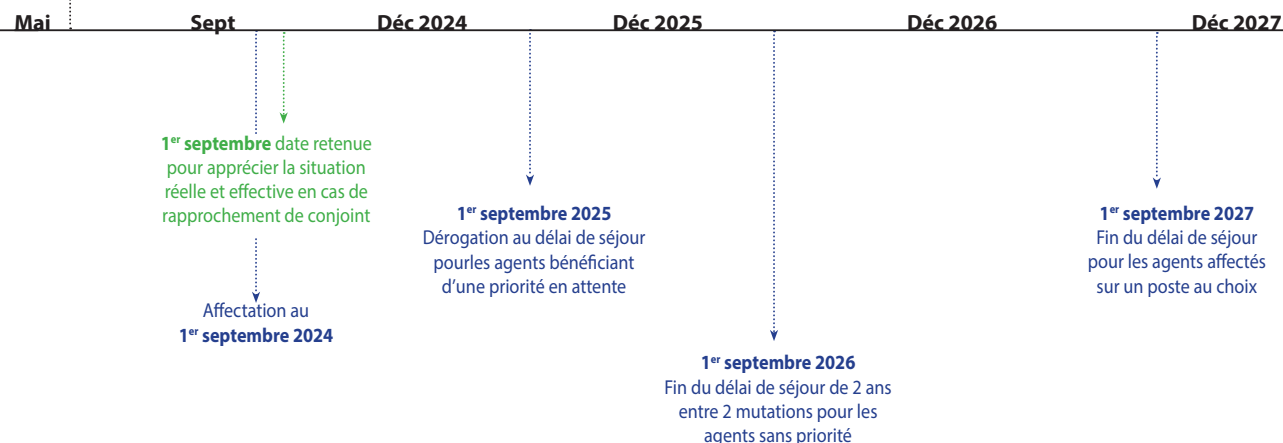 Mai Sept Déc 2024 Déc 2025 Déc 2026 Déc 2027
1er septembre date retenue
pour apprécier la situation
réelle et effective en cas de
rapprochement de conjoint
Affectation au
1er septembre 2024
1er septembre 2025
Dérogation au délai de séjour
pourles agents bénéficiant
d’une priorité en attente
1er septembre 2026
Fin du délai de séjour de 2 ans
entre 2 mutations pour les
agents sans priorité
1er septembre 2027
Fin du délai de séjour
pour les agents affectés
sur un poste au choix